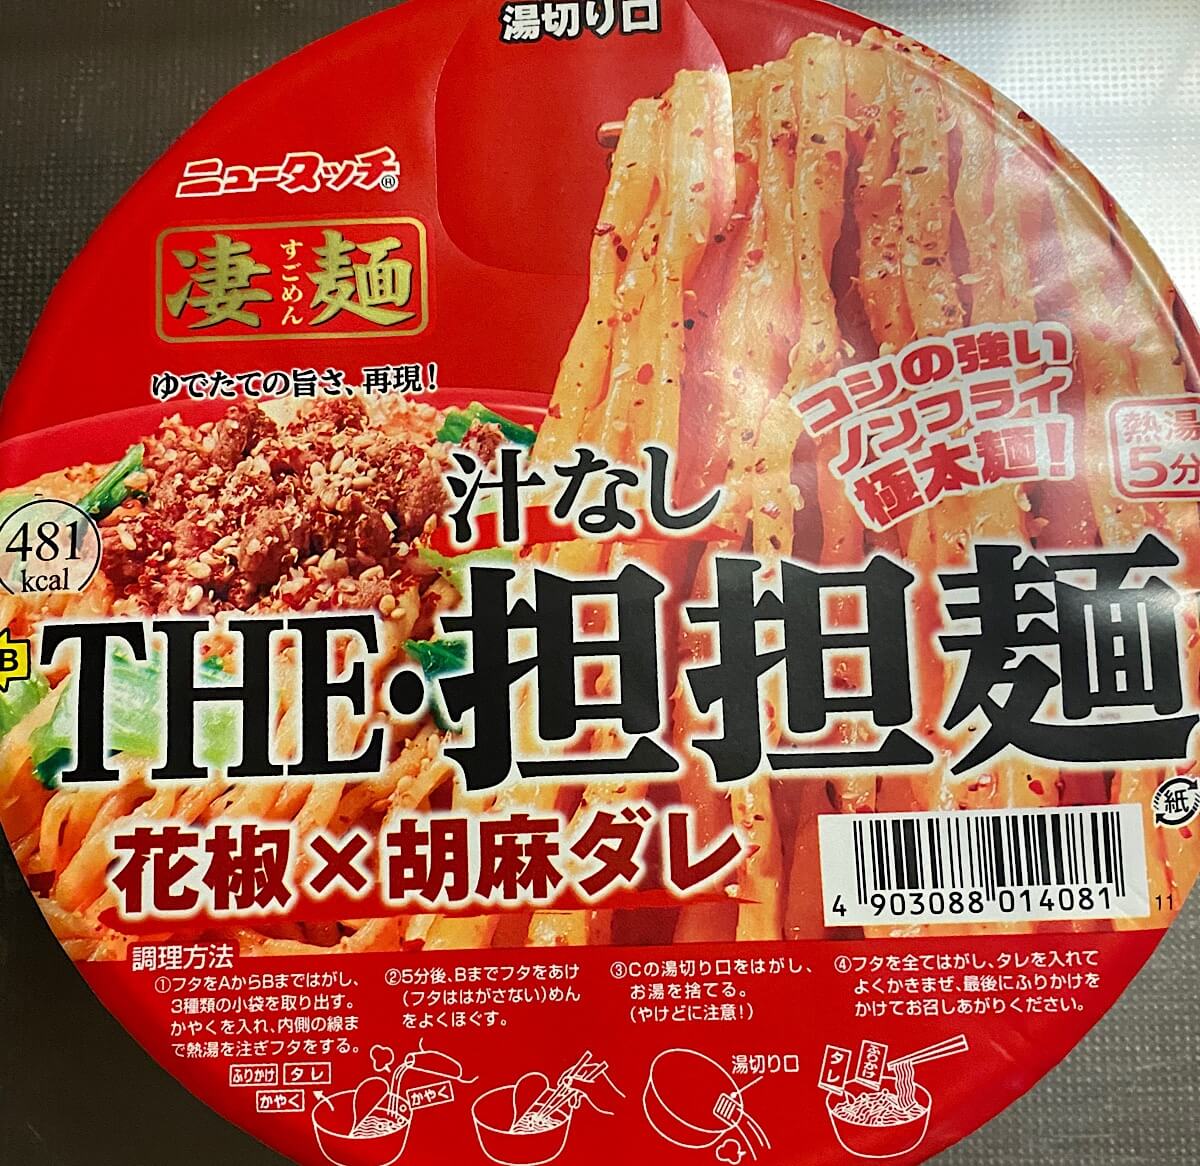 湯切り口
ニュータッチ®
凄麺
すごめん
ゆでたての旨さ、再現!
コシの強い
ノンフライ
極太麺!
熱湯
5分
481
kcal
汁なし
B
THE・担担麺
花椒×胡麻ダレ
紙
4 903088 014081
11
調理方法
①フタをAからBまではがし、
3種類の小袋を取り出す。
かやくを入れ、内側の線ま
で熱湯を注ぎフタをする。
②5分後、Bまでフタをあけ
(フタははがさない)めん
をよくほぐす。
③Cの湯切り口をはがし、
お湯を捨てる。
(やけどに注意!)
④フタを全てはがし、タレを入れて
よくかきまぜ、最後にふりかけを
かけてお召しあがりください。
ふりかけ タレ
かやく
かやく
湯切り口
タレ
ふりかけ